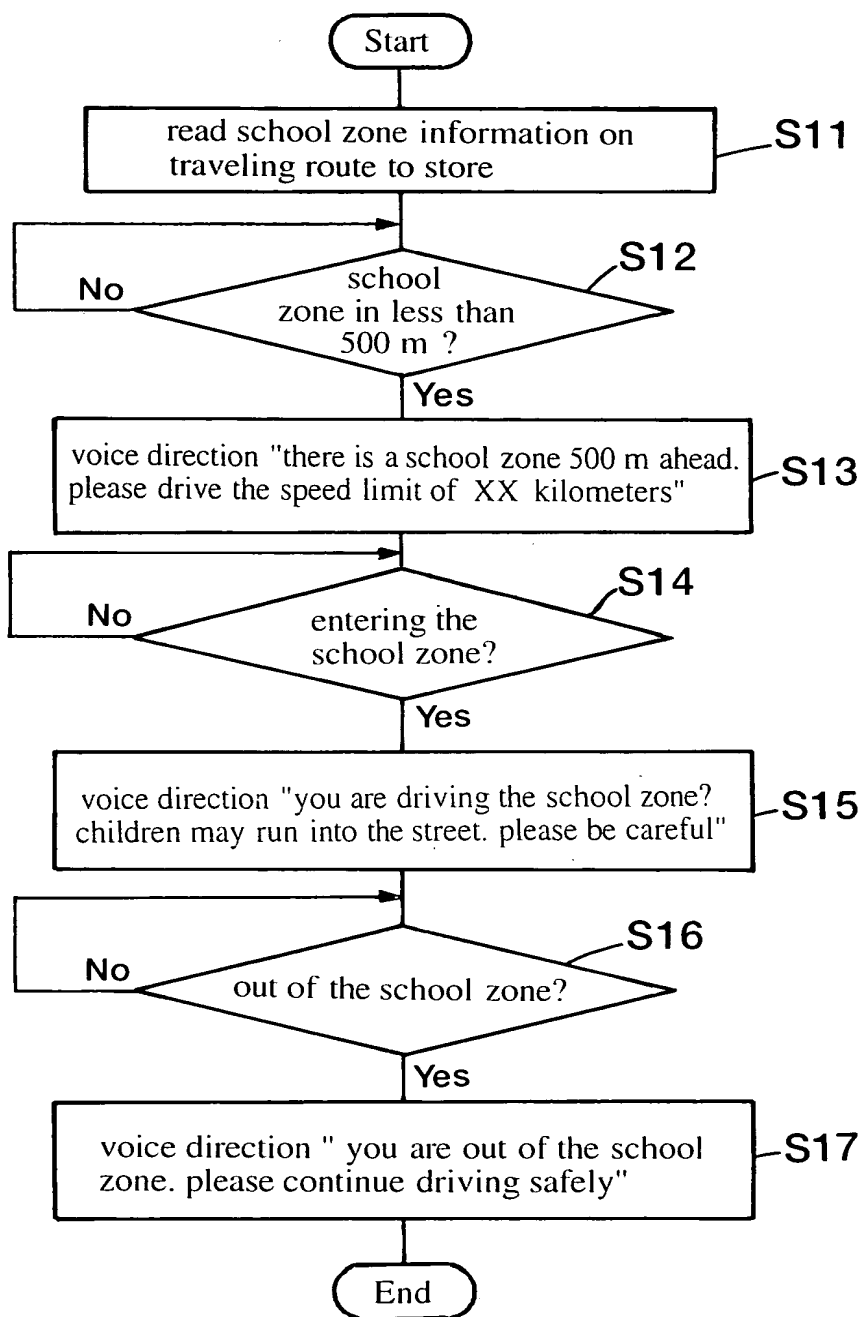 Start
read school zone information on
traveling route to store
S11
school
zone in less than
500 m ?
S12
No
Yes
voice direction "there is a school zone 500 m ahead.
please drive the speed limit of XX kilometers"
S13
entering the
school zone?
S14
No
Yes
voice direction "you are driving the school zone?
children may run into the street. please be careful"
S15
out of the school zone?
S16
No
Yes
voice direction " you are out of the school
zone. please continue driving safely"
S17
End